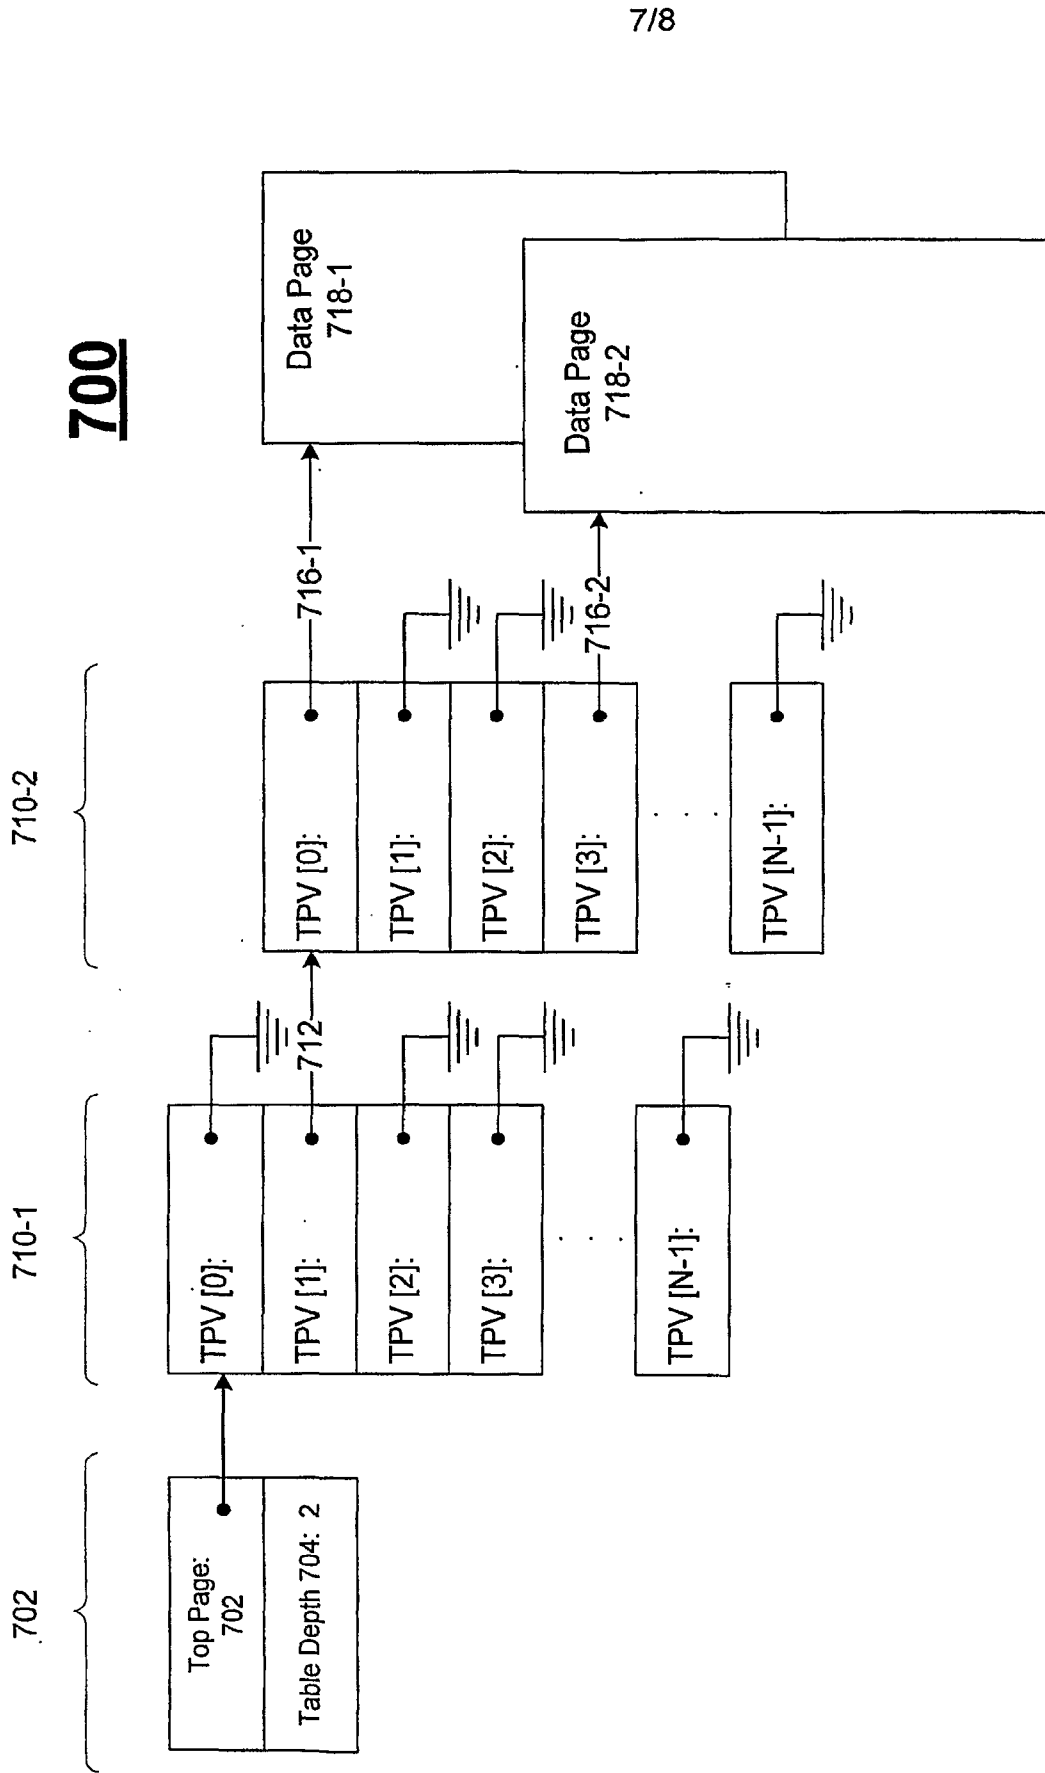 7/8
700
702
710-1
710-2
Top Page:
702
Table Depth 704: 2
TPV [0]:
TPV [1]:
TPV [2]:
TPV [3]:
TPV [N-1]:
712
TPV [0]:
TPV [1]:
TPV [2]:
TPV [3]:
TPV [N-1]:
716-1
716-2
Data Page
718-1
Data Page
718-2